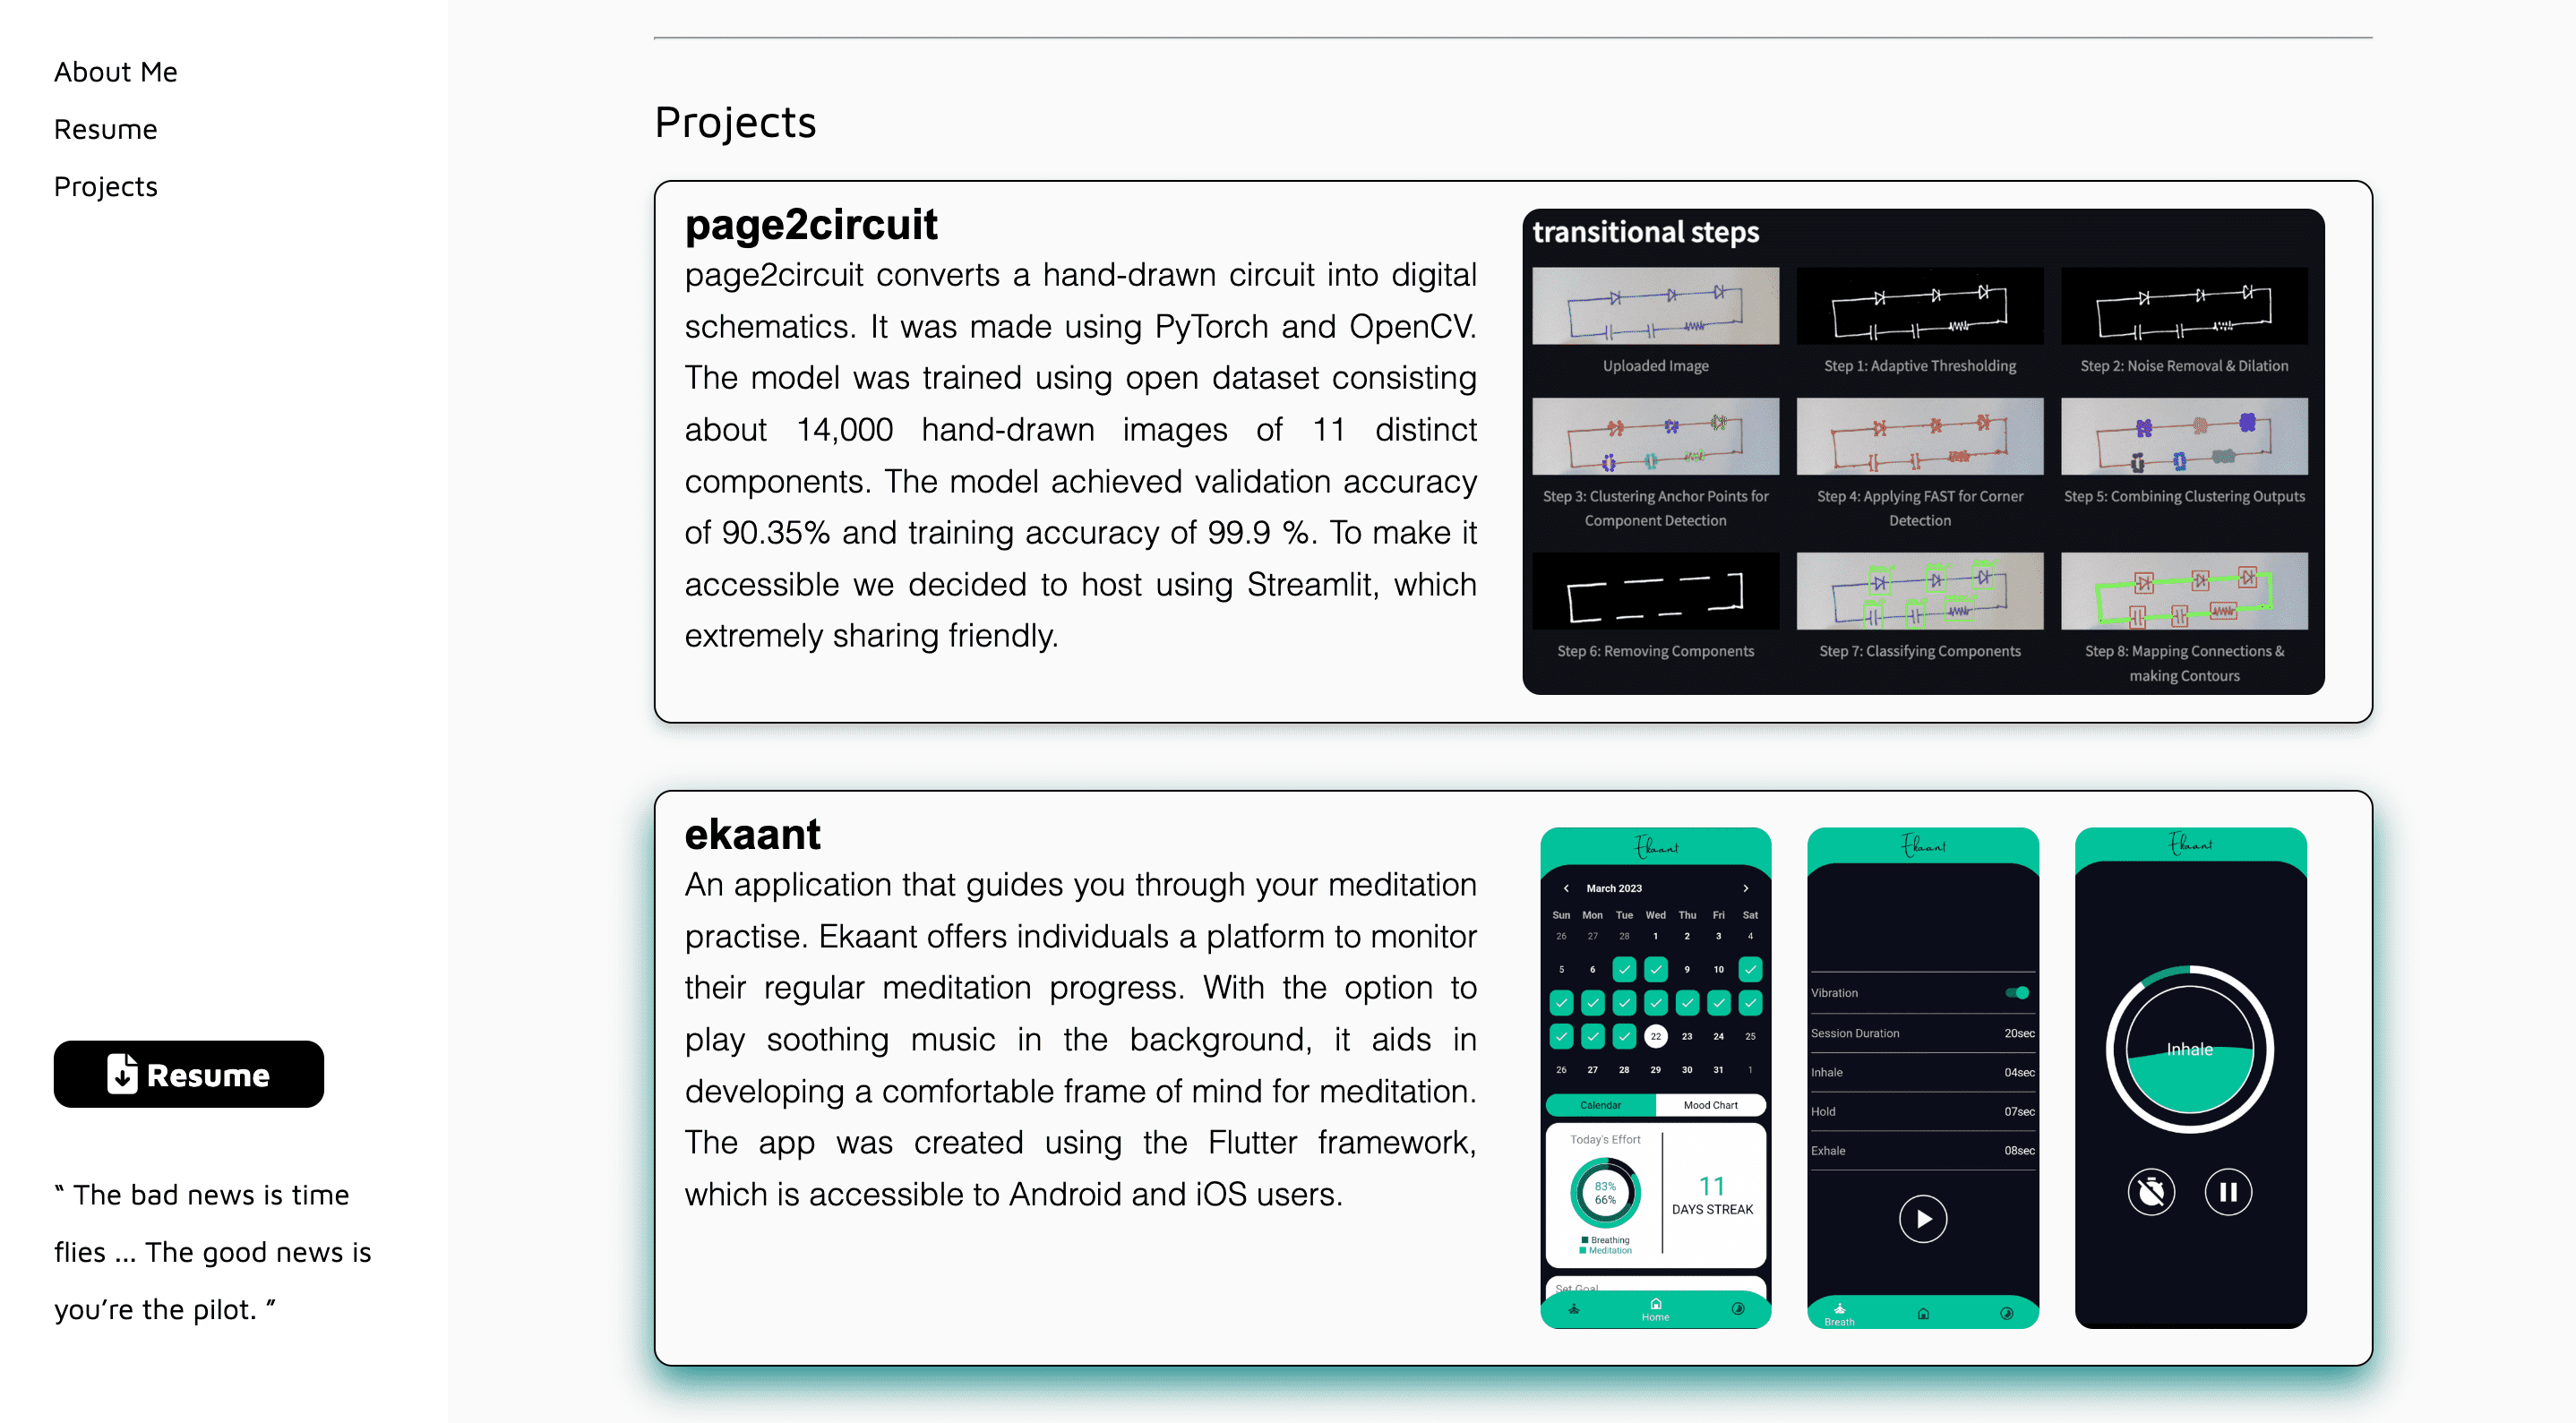 About Me
Resume
Projects
Resume
“ The bad news is time
flies ... The good news is
you’re the pilot. ”
Projects
page2circuit
page2circuit converts a hand-drawn circuit into digital
schematics. It was made using PyTorch and OpenCV.
The model was trained using open dataset consisting
about 14,000 hand-drawn images of 11 distinct
components. The model achieved validation accuracy
of 90.35% and training accuracy of 99.9 %. To make it
accessible we decided to host using Streamlit, which
extremely sharing friendly.
transitional steps
Uploaded Image
Step 1: Adaptive Thresholding
Step 2: Noise Removal & Dilation
Step 3: Clustering Anchor Points for
Component Detection
Step 4: Applying FAST for Corner
Detection
Step 5: Combining Clustering Outputs
Step 6: Removing Components
Step 7: Classifying Components
Step 8: Mapping Connections &
making Contours
ekaant
An application that guides you through your meditation
practise. Ekaant offers individuals a platform to monitor
their regular meditation progress. With the option to
play soothing music in the background, it aids in
developing a comfortable frame of mind for meditation.
The app was created using the Flutter framework,
which is accessible to Android and iOS users.
Ekaant
March 2023
Sun Mon Tue Wed Thu Fri Sat
26 27 28 1 2 3 4
5 6 9 10
22 23 24 25
26 27 28 29 30 31 1
Calendar Mood Chart
Today's Effort
83%
66%
Breathing
Meditation
11
DAYS STREAK
Set Goal
Home
Ekaant
Vibration
Session Duration 20sec
Inhale 04sec
Hold 07sec
Exhale 08sec
Breath
Ekaant
Inhale